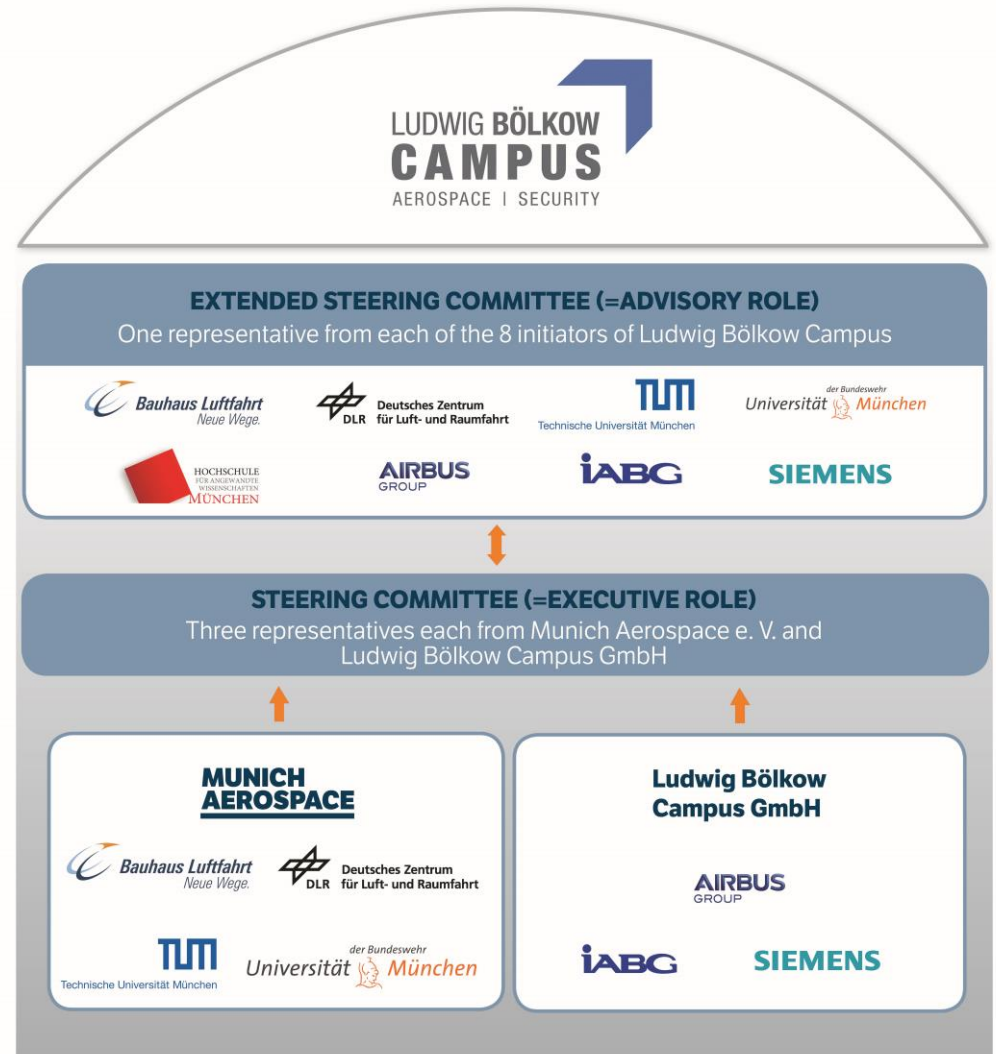 LUDWIG BÖLKOW
CAMPUS
AEROSPACE | SECURITY
EXTENDED STEERING COMMITTEE (=ADVISORY ROLE)
One representative from each of the 8 initiators of Ludwig Bölkow Campus
Bauhaus Luftfahrt
Neue Wege.
DLR
Deutsches Zentrum
für Luft- und Raumfahrt
TUM
Technische Universität München
der Bundeswehr
Universität München
HOCHSCHULE
FÜR ANGEWANDTE
WISSENSCHAFTEN
MÜNCHEN
AIRBUS
GROUP
iABG
SIEMENS
STEERING COMMITTEE (=EXECUTIVE ROLE)
Three representatives each from Munich Aerospace e. V. and
Ludwig Bölkow Campus GmbH
MUNICH
AEROSPACE
Bauhaus Luftfahrt
Neue Wege.
DLR
Deutsches Zentrum
für Luft- und Raumfahrt
TUM
Technische Universität München
der Bundeswehr
Universität München
Ludwig Bölkow
Campus GmbH
AIRBUS
GROUP
iABG
SIEMENS